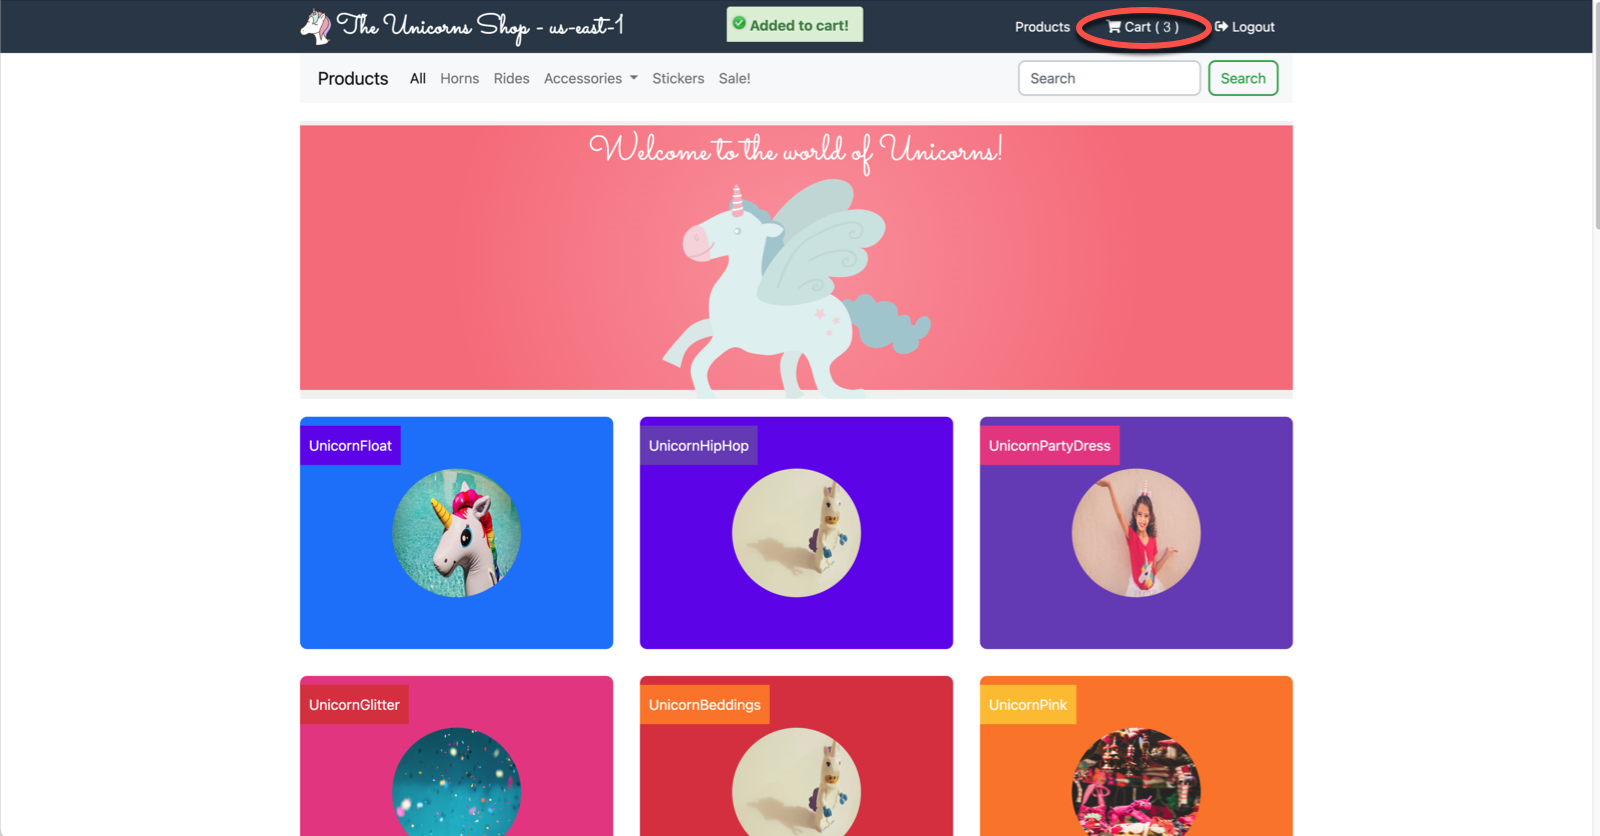 The Unicorns Shop - us-east-1
Added to cart!
Products
Cart ( 3 )
Logout
Products
All
Horns
Rides
Accessories
Stickers
Sale!
Search
Search
Welcome to the world of Unicorns!
UnicornFloat
UnicornHipHop
UnicornPartyDress
UnicornGlitter
UnicornBeddings
UnicornPink